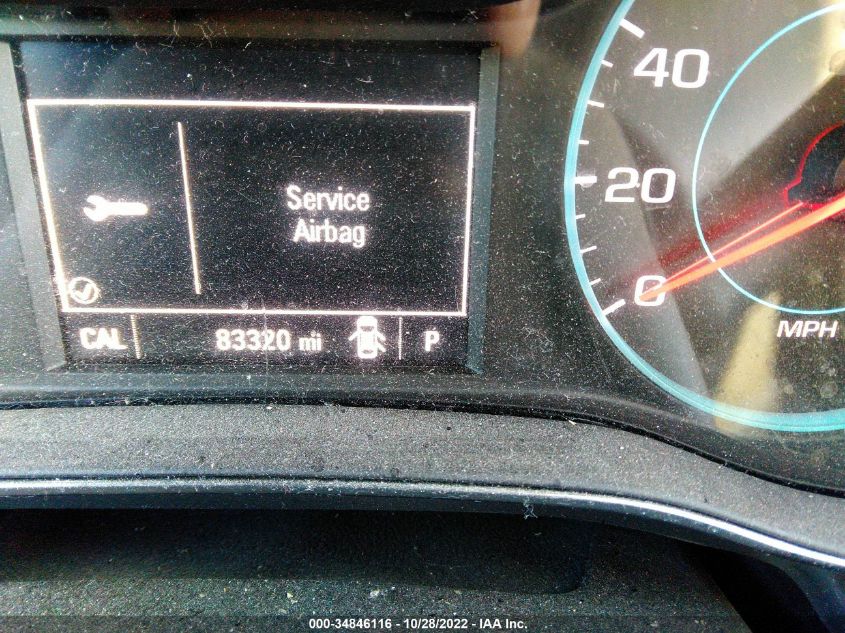 40
20
0
MPH
Service
Airbag
CAL
83320 mi
P
000-34846116 - 10/28/2022 - IAA Inc.